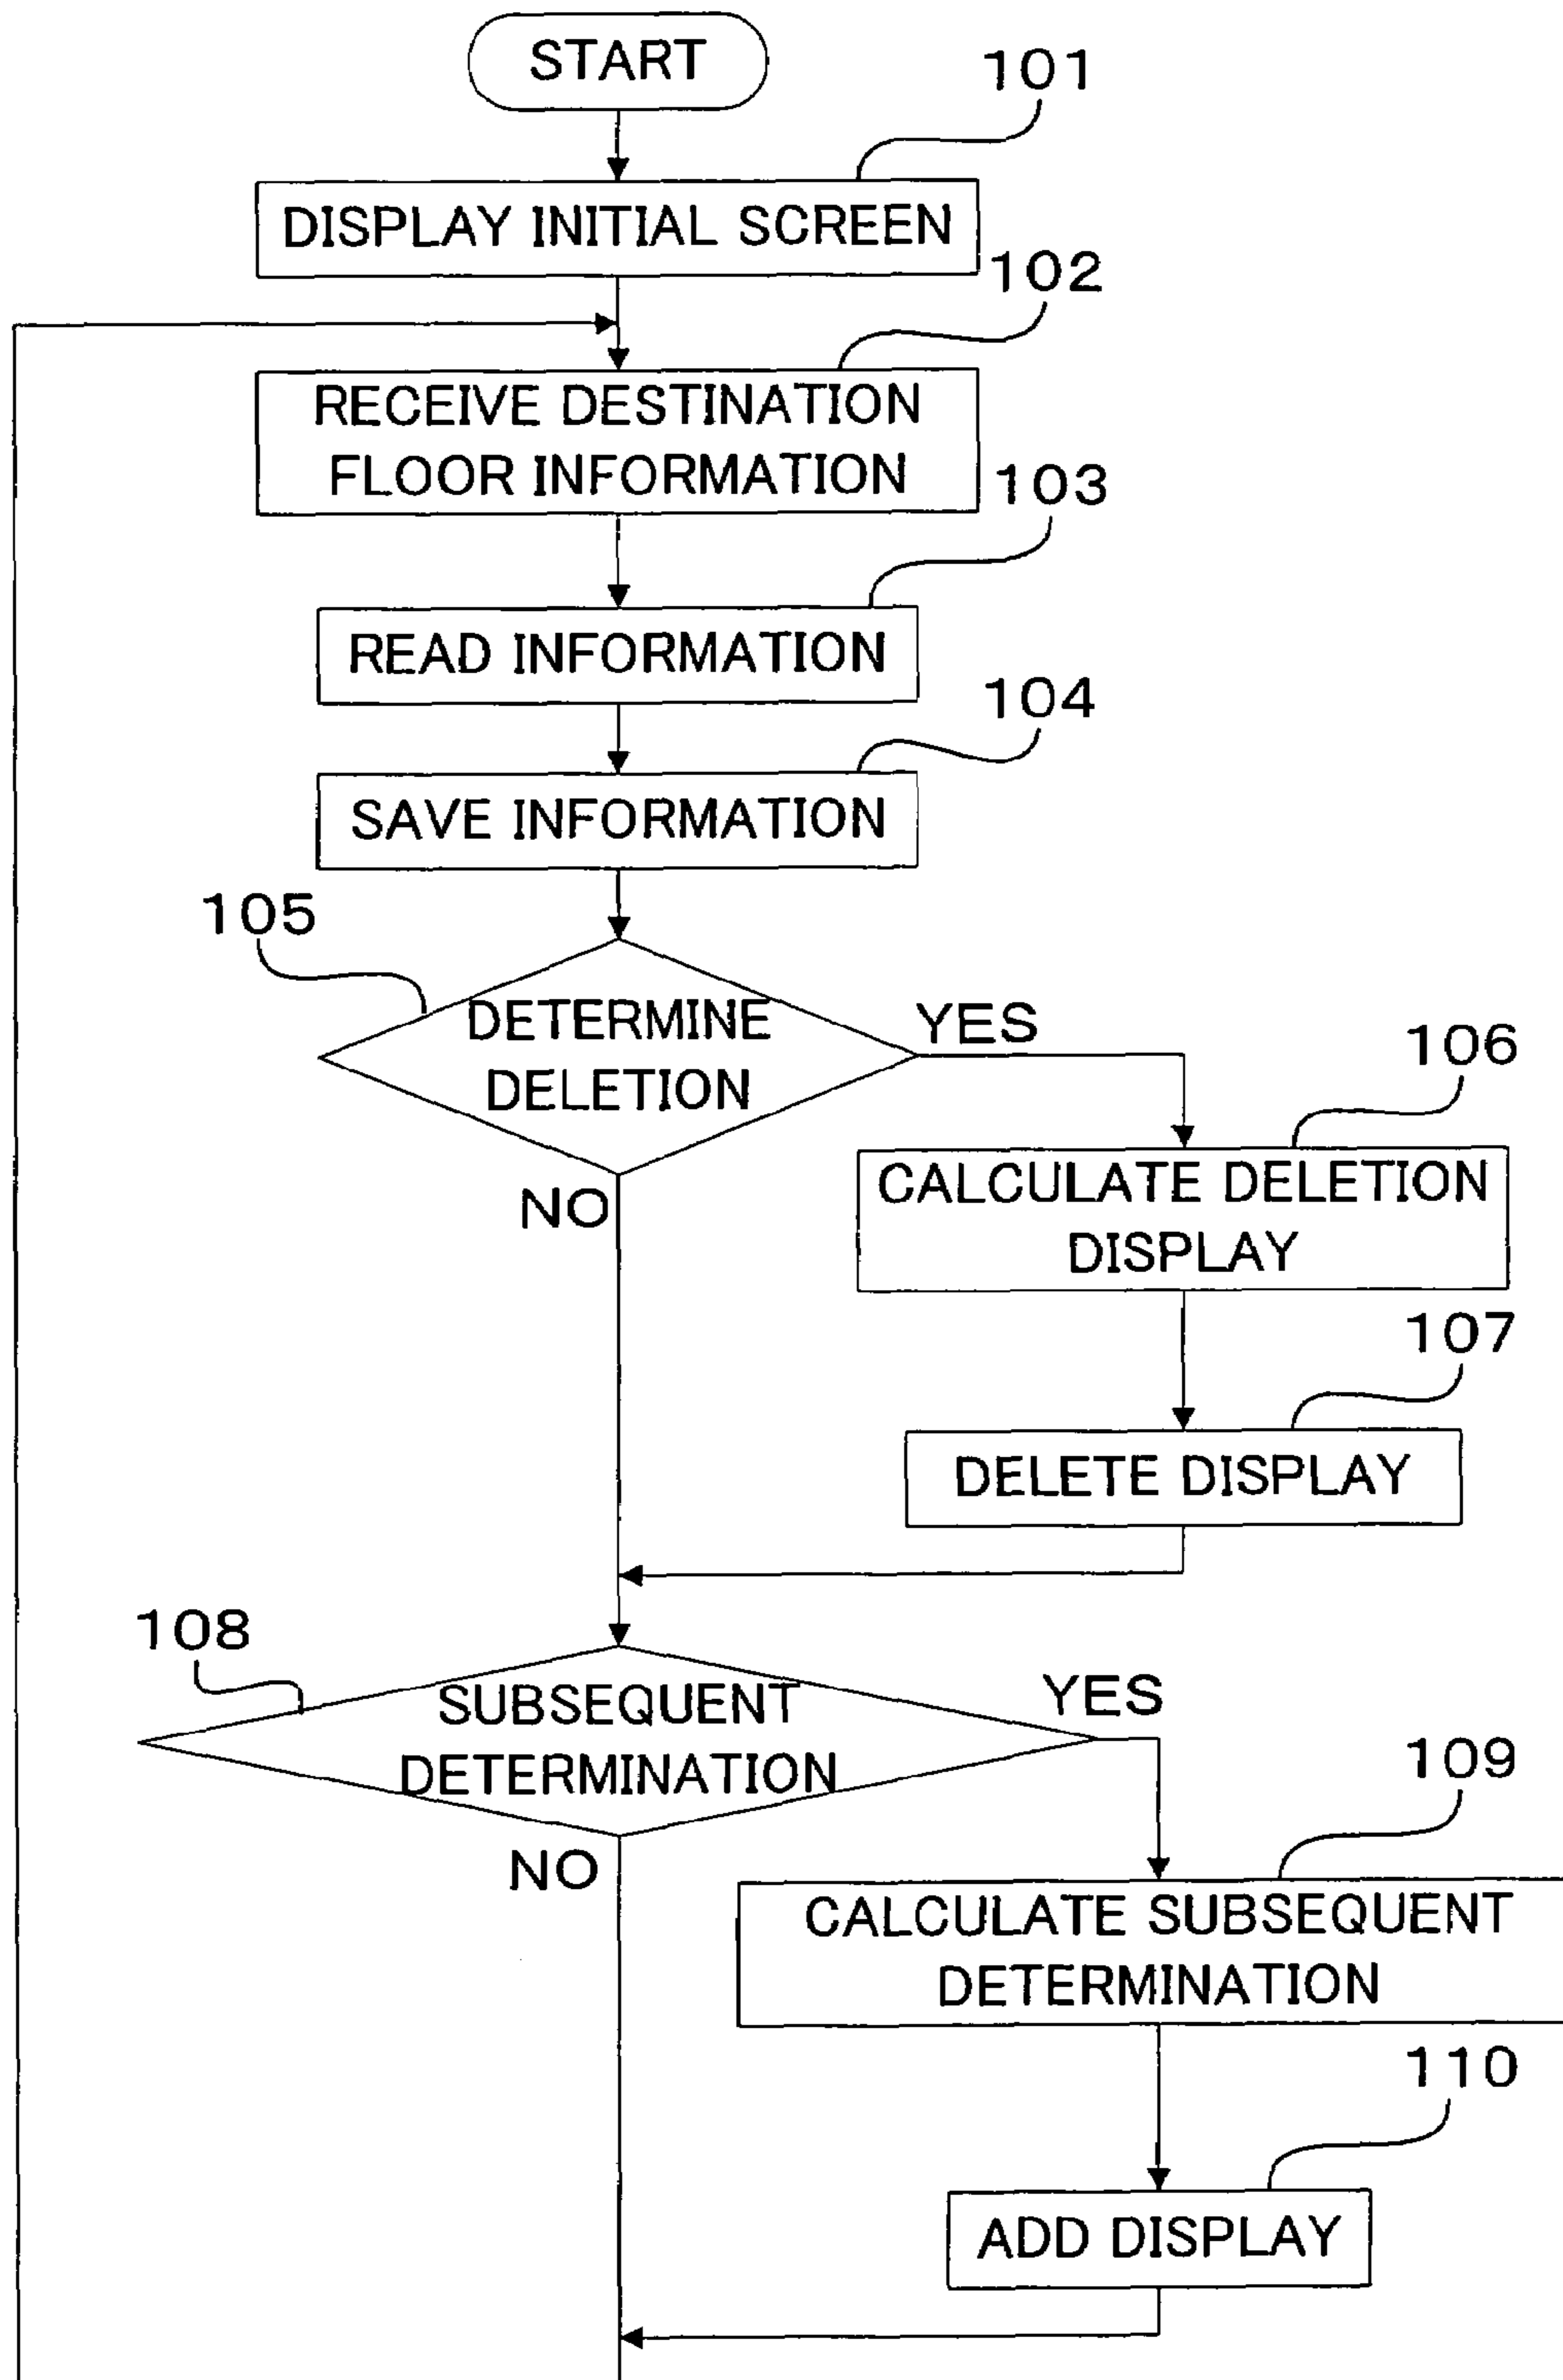 START
101
DISPLAY INITIAL SCREEN
102
RECEIVE DESTINATION
FLOOR INFORMATION
103
READ INFORMATION
104
SAVE INFORMATION
105
DETERMINE
DELETION
YES
NO
106
CALCULATE DELETION
DISPLAY
107
DELETE DISPLAY
108
SUBSEQUENT
DETERMINATION
YES
NO
109
CALCULATE SUBSEQUENT
DETERMINATION
110
ADD DISPLAY